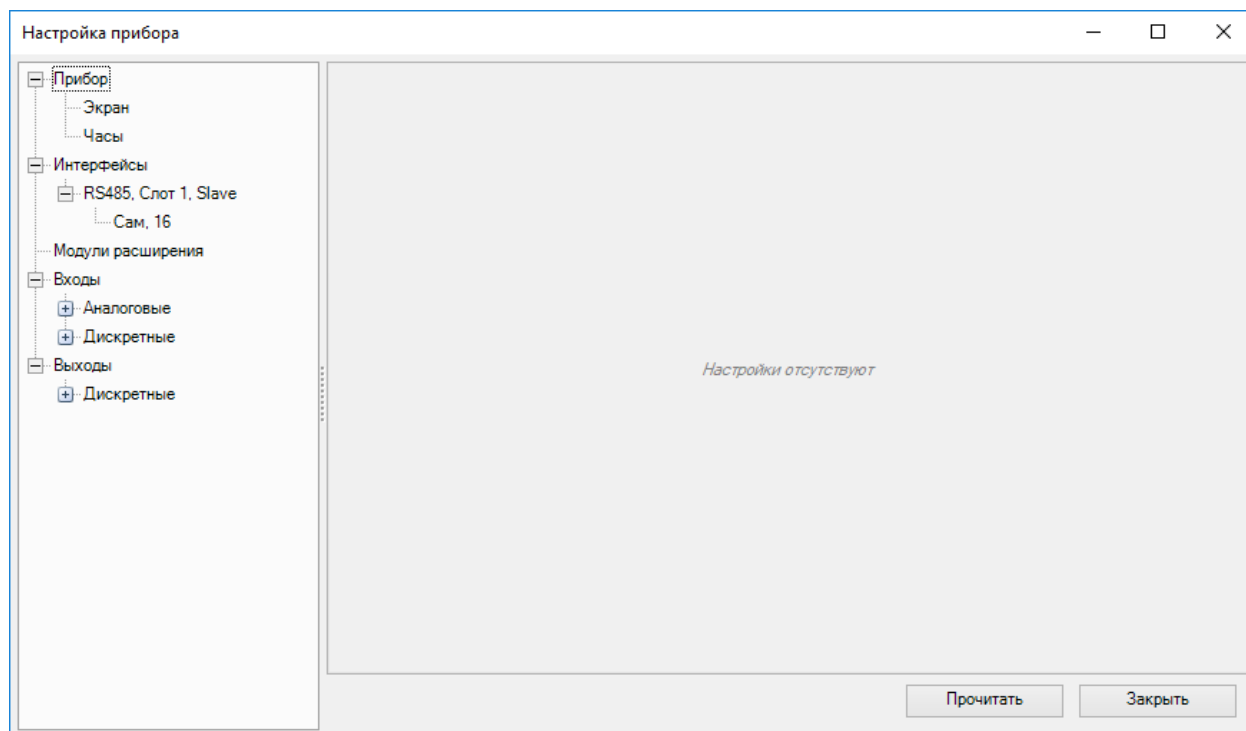 Настройка прибора
Прибор
Экран
Часы
Интерфейсы
RS485, Слот 1, Slave
Сам, 16
Модули расширения
Входы
Аналоговые
Дискретные
Выходы
Дискретные
Настройки отсутствуют
Прочитать
Закрыть